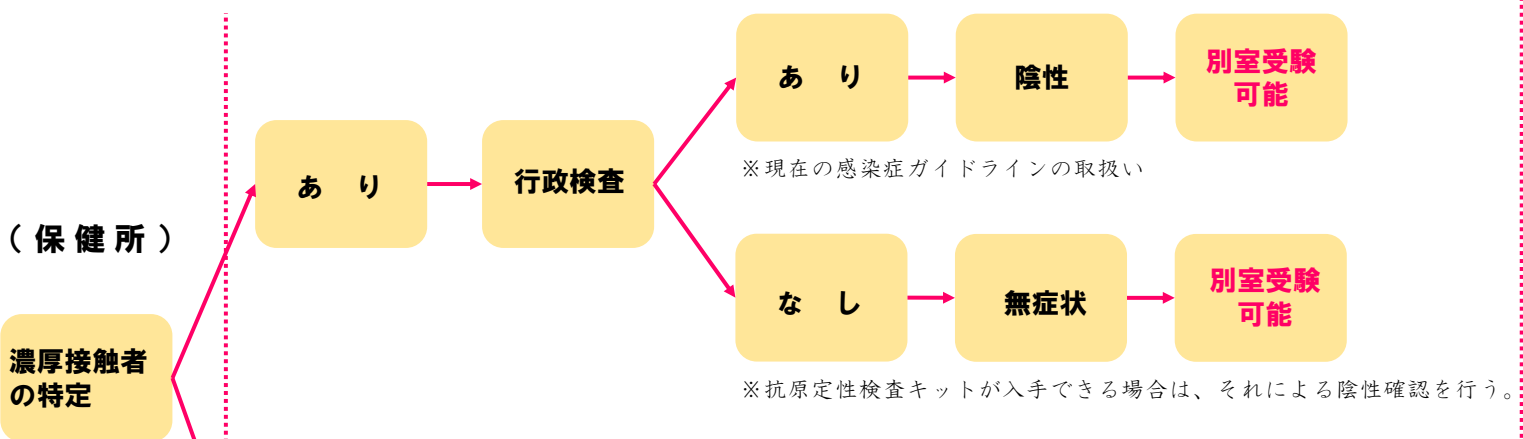 （保健所）
濃厚接触者
の特定
あ り
行政検査
あ り
陰性
別室受験
可能
※現在の感染症ガイドラインの取扱い
な し
無症状
別室受験
可能
※抗原定性検査キットが入手できる場合は、それによる陰性確認を行う。